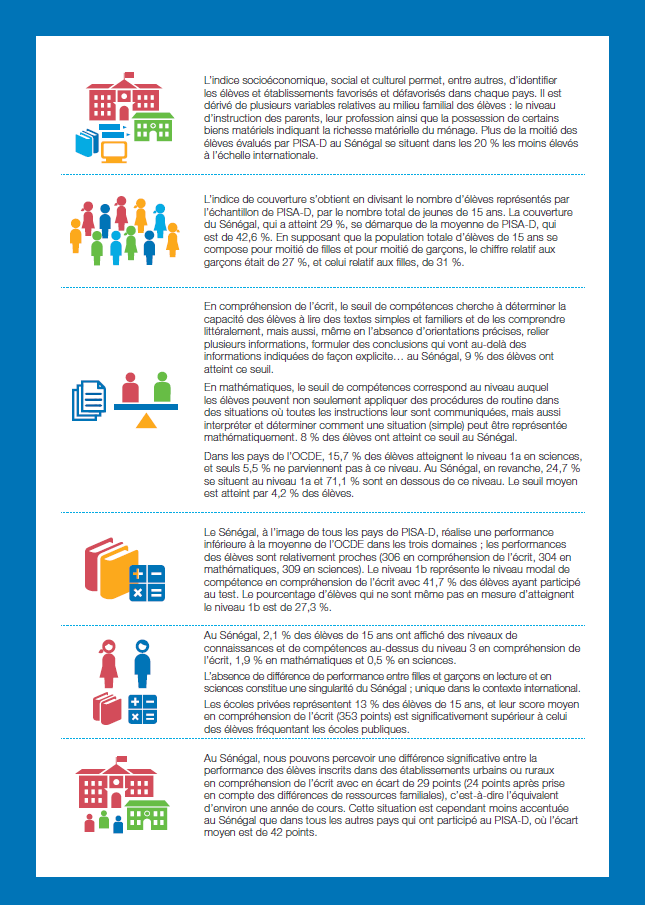 L'indice socioéconomique, social et culturel permet, entre autres, d'identifier
les élèves et établissements favorisés et défavorisés dans chaque pays. Il est
dérivé de plusieurs variables relatives au milieu familial des élèves : le niveau
d'instruction des parents, leur profession ainsi que la possession de certains
biens matériels indiquant la richesse matérielle du ménage. Plus de la moitié des
élèves évalués par PISA-D au Sénégal se situent dans les 20 % les moins élevés
à l'échelle internationale.
L'indice de couverture s'obtient en divisant le nombre d'élèves représentés par
l'échantillon de PISA-D, par le nombre total de jeunes de 15 ans. La couverture
du Sénégal, qui a atteint 29 %, se démarque de la moyenne de PISA-D, qui
est de 42,6 %. En supposant que la population totale d'élèves de 15 ans se
compose pour moitié de filles et pour moitié de garçons, le chiffre relatif aux
garçons était de 27 %, et celui relatif aux filles, de 31 %.
En compréhension de l'écrit, le seuil de compétences cherche à déterminer la
capacité des élèves à lire des textes simples et familiers et de les comprendre
littéralement, mais aussi, même en l'absence d'orientations précises, relier
plusieurs informations, formuler des conclusions qui vont au-delà des
informations indiquées de façon explicite… au Sénégal, 9 % des élèves ont
atteint ce seuil.
En mathématiques, le seuil de compétences correspond au niveau auquel
les élèves peuvent non seulement appliquer des procédures de routine dans
des situations où toutes les instructions leur sont communiquées, mais aussi
interpréter et déterminer comment une situation (simple) peut être représentée
mathématiquement. 8 % des élèves ont atteint ce seuil au Sénégal.
Dans les pays de l'OCDE, 15,7 % des élèves atteignent le niveau 1a en sciences,
et seuls 5,5 % ne parviennent pas à ce niveau. Au Sénégal, en revanche, 24,7 %
se situent au niveau 1a et 71,1 % sont en dessous de ce niveau. Le seuil moyen
est atteint par 4,2 % des élèves.
Le Sénégal, à l'image de tous les pays de PISA-D, réalise une performance
inférieure à la moyenne de l'OCDE dans les trois domaines ; les performances
des élèves sont relativement proches (306 en compréhension de l'écrit, 304 en
mathématiques, 309 en sciences). Le niveau 1b représente le niveau modal de
compétence en compréhension de l'écrit avec 41,7 % des élèves ayant participé
au test. Le pourcentage d'élèves qui ne sont même pas en mesure d'atteignent
le niveau 1b est de 27,3 %.
Au Sénégal, 2,1 % des élèves de 15 ans ont affiché des niveaux de
connaissances et de compétences au-dessus du niveau 3 en compréhension de
l'écrit, 1,9 % en mathématiques et 0,5 % en sciences.
L'absence de différence de performance entre filles et garçons en lecture et en
sciences constitue une singularité du Sénégal ; unique dans le contexte international.
Les écoles privées représentent 13 % des élèves de 15 ans, et leur score moyen
en compréhension de l'écrit (353 points) est significativement supérieur à celui
des élèves fréquentant les écoles publiques.
Au Sénégal, nous pouvons percevoir une différence significative entre la
performance des élèves inscrits dans des établissements urbains ou ruraux
en compréhension de l'écrit avec en écart de 29 points (24 points après prise
en compte des différences de ressources familiales), c'est-à-dire l'équivalent
d'environ une année de cours. Cette situation est cependant moins accentuée
au Sénégal que dans tous les autres pays qui ont participé au PISA-D, où l'écart
moyen est de 42 points.